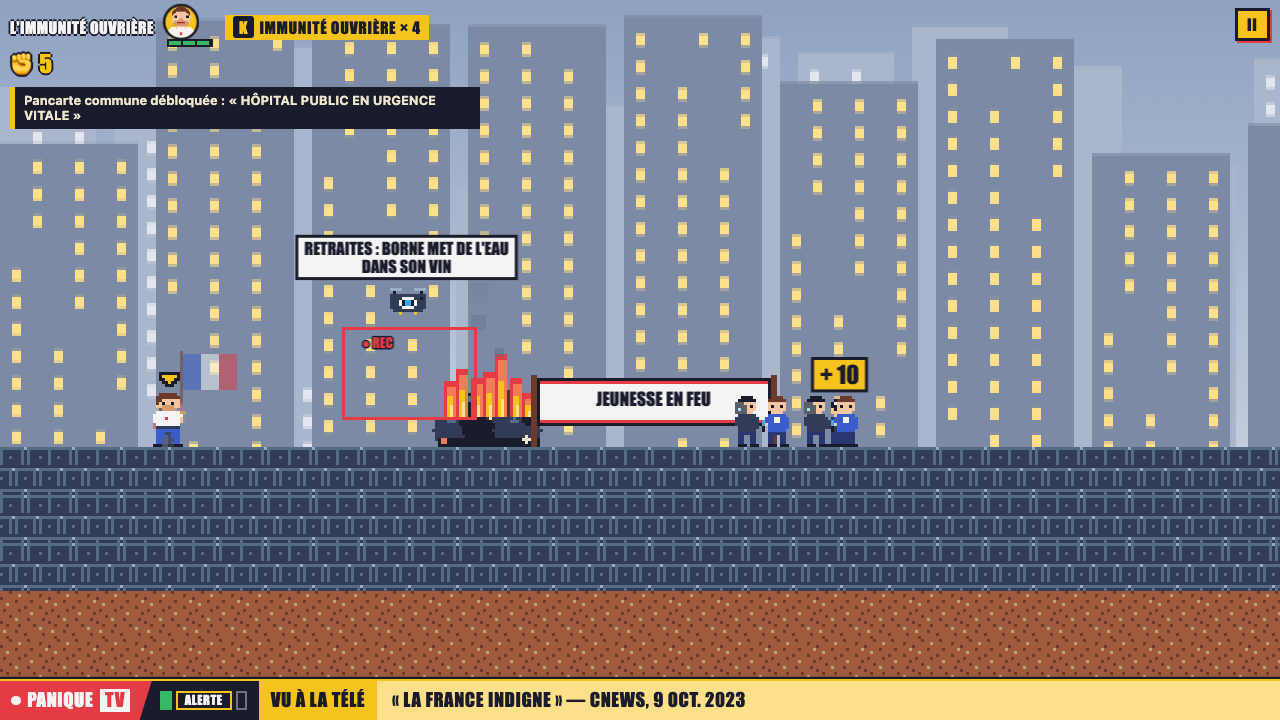 L'IMMUNITÉ OUVRIÈRE
K IMMUNITÉ OUVRIÈRE × 4
5
Pancarte commune débloquée : « HÔPITAL PUBLIC EN URGENCE
VITALE »
RETRAITES : BORNE MET DE L'EAU
DANS SON VIN
REC
JEUNESSE EN FEU
+ 10
PANIQUE TV
ALERTE
VU À LA TÉLÉ
« LA FRANCE INDIGNE » — CNEWS, 9 OCT. 2023